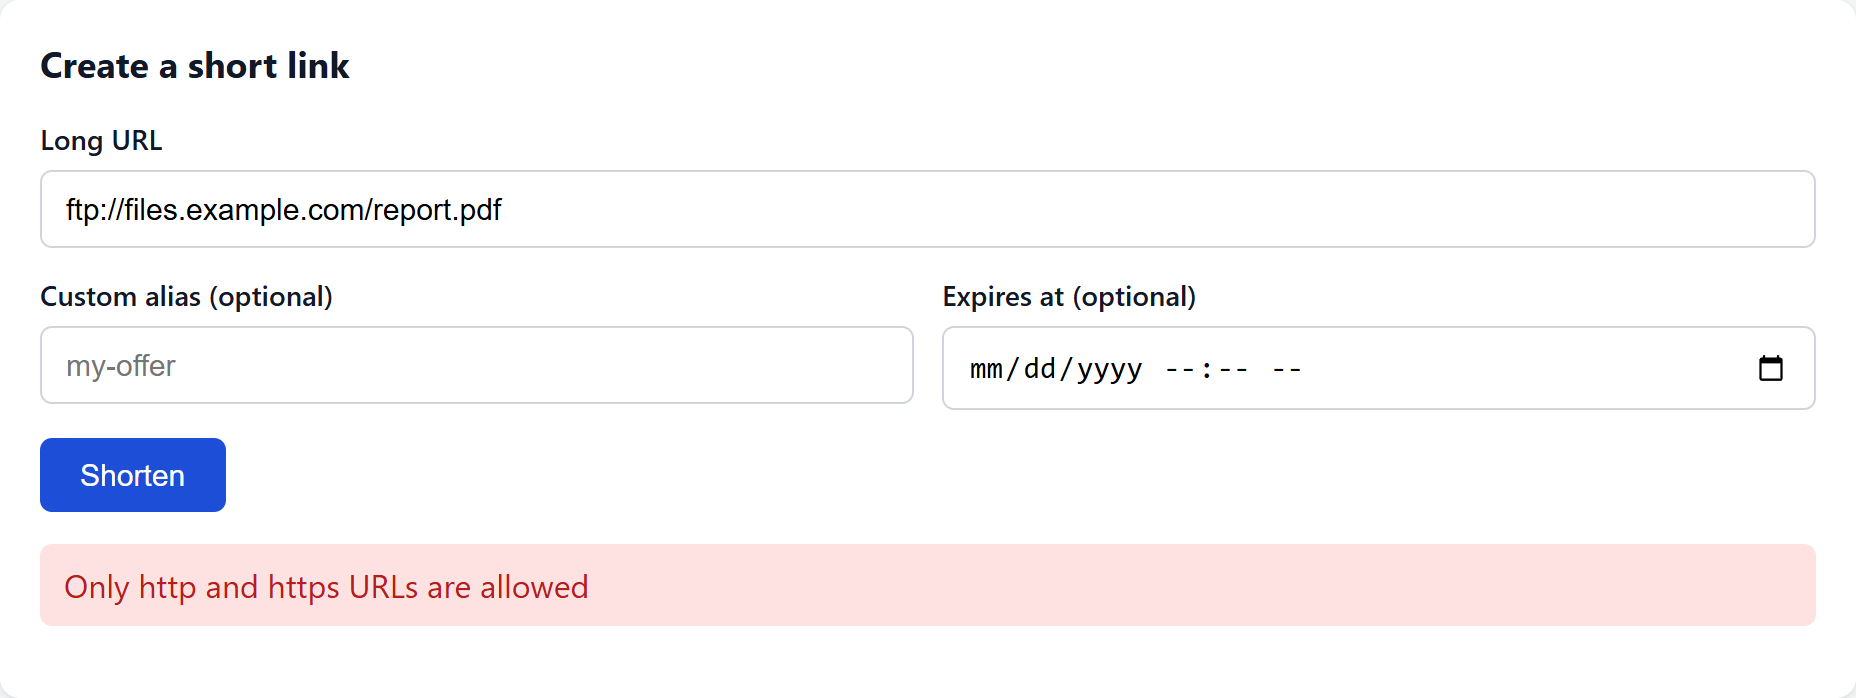 Create a short link
Long URL
ftp://files.example.com/report.pdf
Custom alias (optional)
my-offer
Expires at (optional)
mm/dd/yyyy --:-- --
Shorten
Only http and https URLs are allowed